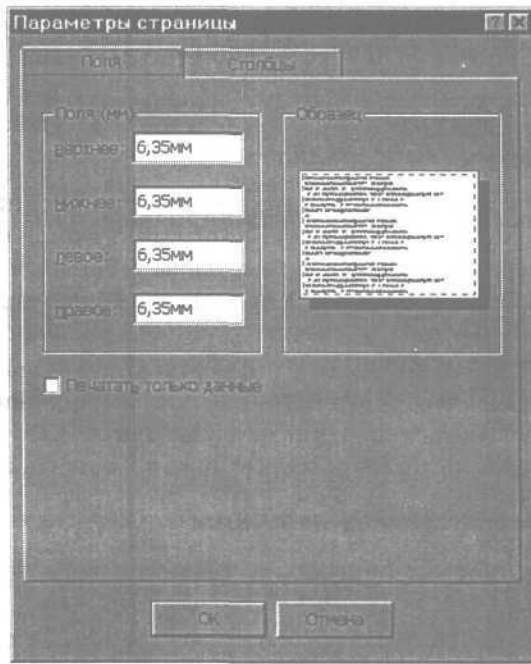 Параметры страницы
Поля
Столбцы
Поля (мм)
верхнее: 6,35мм
нижнее: 6,35мм
левое: 6,35мм
правое: 6,35мм
Образец
Печатать только данные
ОК
Отмена